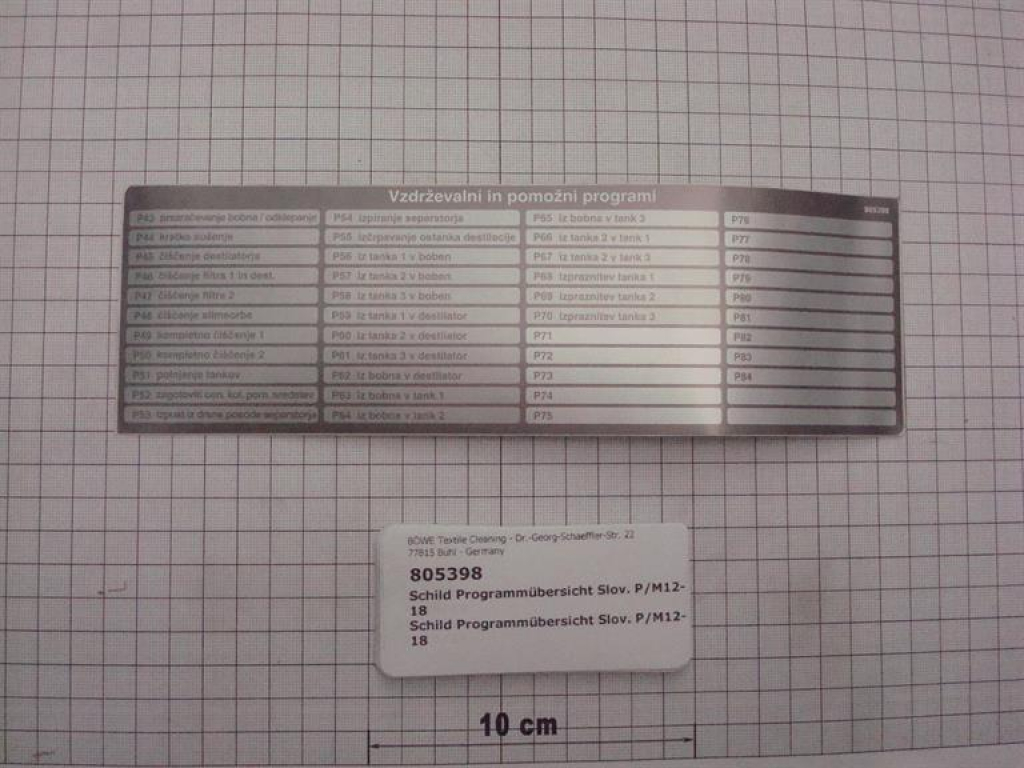 Vzdrževalni in pomožni programi
805398
P43 prezračevanje bobna / odklepanje
P44 kratko sušenje
P45 čiščenje destilatorja
P46 čiščenje filtra 1 in dest.
P47 čiščenje filtra 2
P48 čiščenje slimsorbe
P49 kompletno čiščenje 1
P50 kompletno čiščenje 2
P51 polnjenje tankov
P52 zagotoviti con. kol. pom. sredstev
P53 izpust iz drsne posode separatorja
P54 izpiranje separatorja
P55 izčrpavanje ostanka destilacije
P56 iz tanka 1 v boben
P57 iz tanka 2 v boben
P58 iz tanka 3 v boben
P59 iz tanka 1 v destilator
P60 iz tanka 2 v destilator
P61 iz tanka 3 v destilator
P62 iz bobna v destilator
P63 iz bobna v tank 1
P64 iz bobna v tank 2
P65 iz bobna v tank 3
P66 iz tanka 2 v tank 1
P67 iz tanka 2 v tank 3
P68 izpraznitev tanka 1
P69 izpraznitev tanka 2
P70 izpraznitev tanka 3
P71
P72
P73
P74
P75
P76
P77
P78
P79
P80
P81
P82
P83
P84
BÖWE Textile Cleaning - Dr.-Georg-Schaeffler-Str. 22
77815 Bühl - Germany
805398
Schild Programmübersicht Slov. P/M12-
18
Schild Programmübersicht Slov. P/M12-
18
10 cm